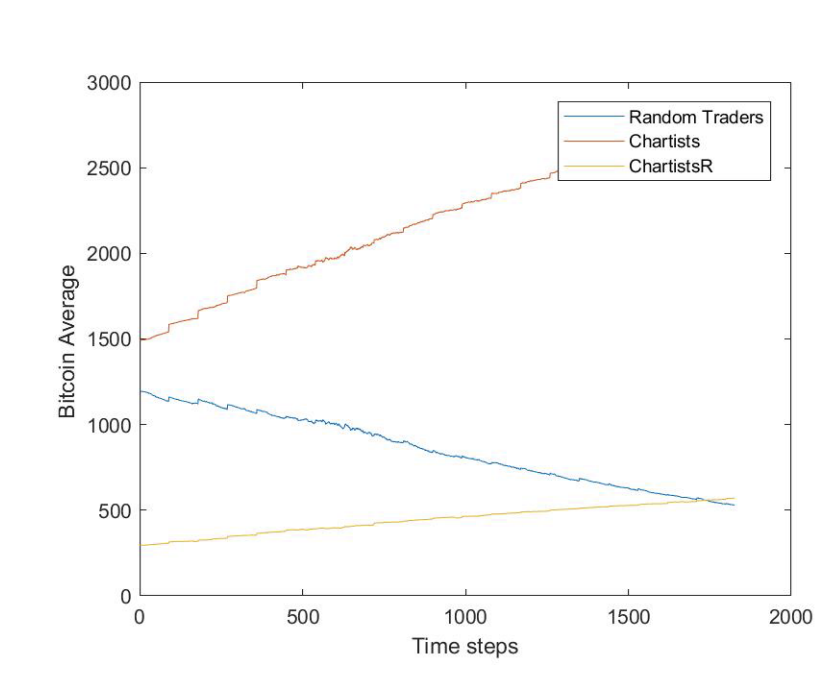 3000
2500
2000
1500
1000
500
0
Bitcoin Average
Random Traders
Chartists
ChartistsR
0 500 1000 1500 2000
Time steps